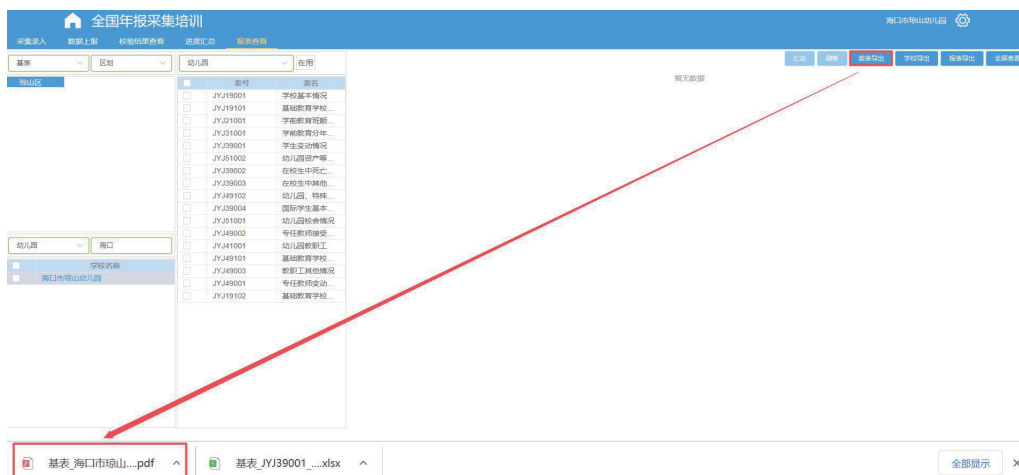 全国年报采集培训
海口市琼山幼儿园
采集录入 数据上报 校验结果查看 进度汇总 报表查看
基表 区划 幼儿园 在用
汇总 刷新 套表导出 学校导出 报表导出 全部查看
琼山区
表号 表名
暂无数据
JYJ19001 学校基本情况
JYJ19101 基础教育学校...
JYJ21001 学前教育班额...
JYJ31001 学前教育分年...
JYJ39001 学生变动情况
JYJ51002 幼儿园资产等...
JYJ39002 在校生中死亡...
JYJ39003 在校生中其他...
JYJ49102 幼儿园、特殊...
JYJ39004 国际学生基本...
JYJ51001 幼儿园校舍情况
JYJ49002 专任教师接受...
JYJ41001 幼儿园教职工
JYJ49101 基础教育学校...
JYJ49003 教职工其他情况
JYJ49001 专任教师变动...
JYJ19102 基础教育学校...
幼儿园 海口
学校名称
海口市琼山幼儿园
基表_海口市琼山....pdf 基表_JYJ39001_....xlsx 全部显示